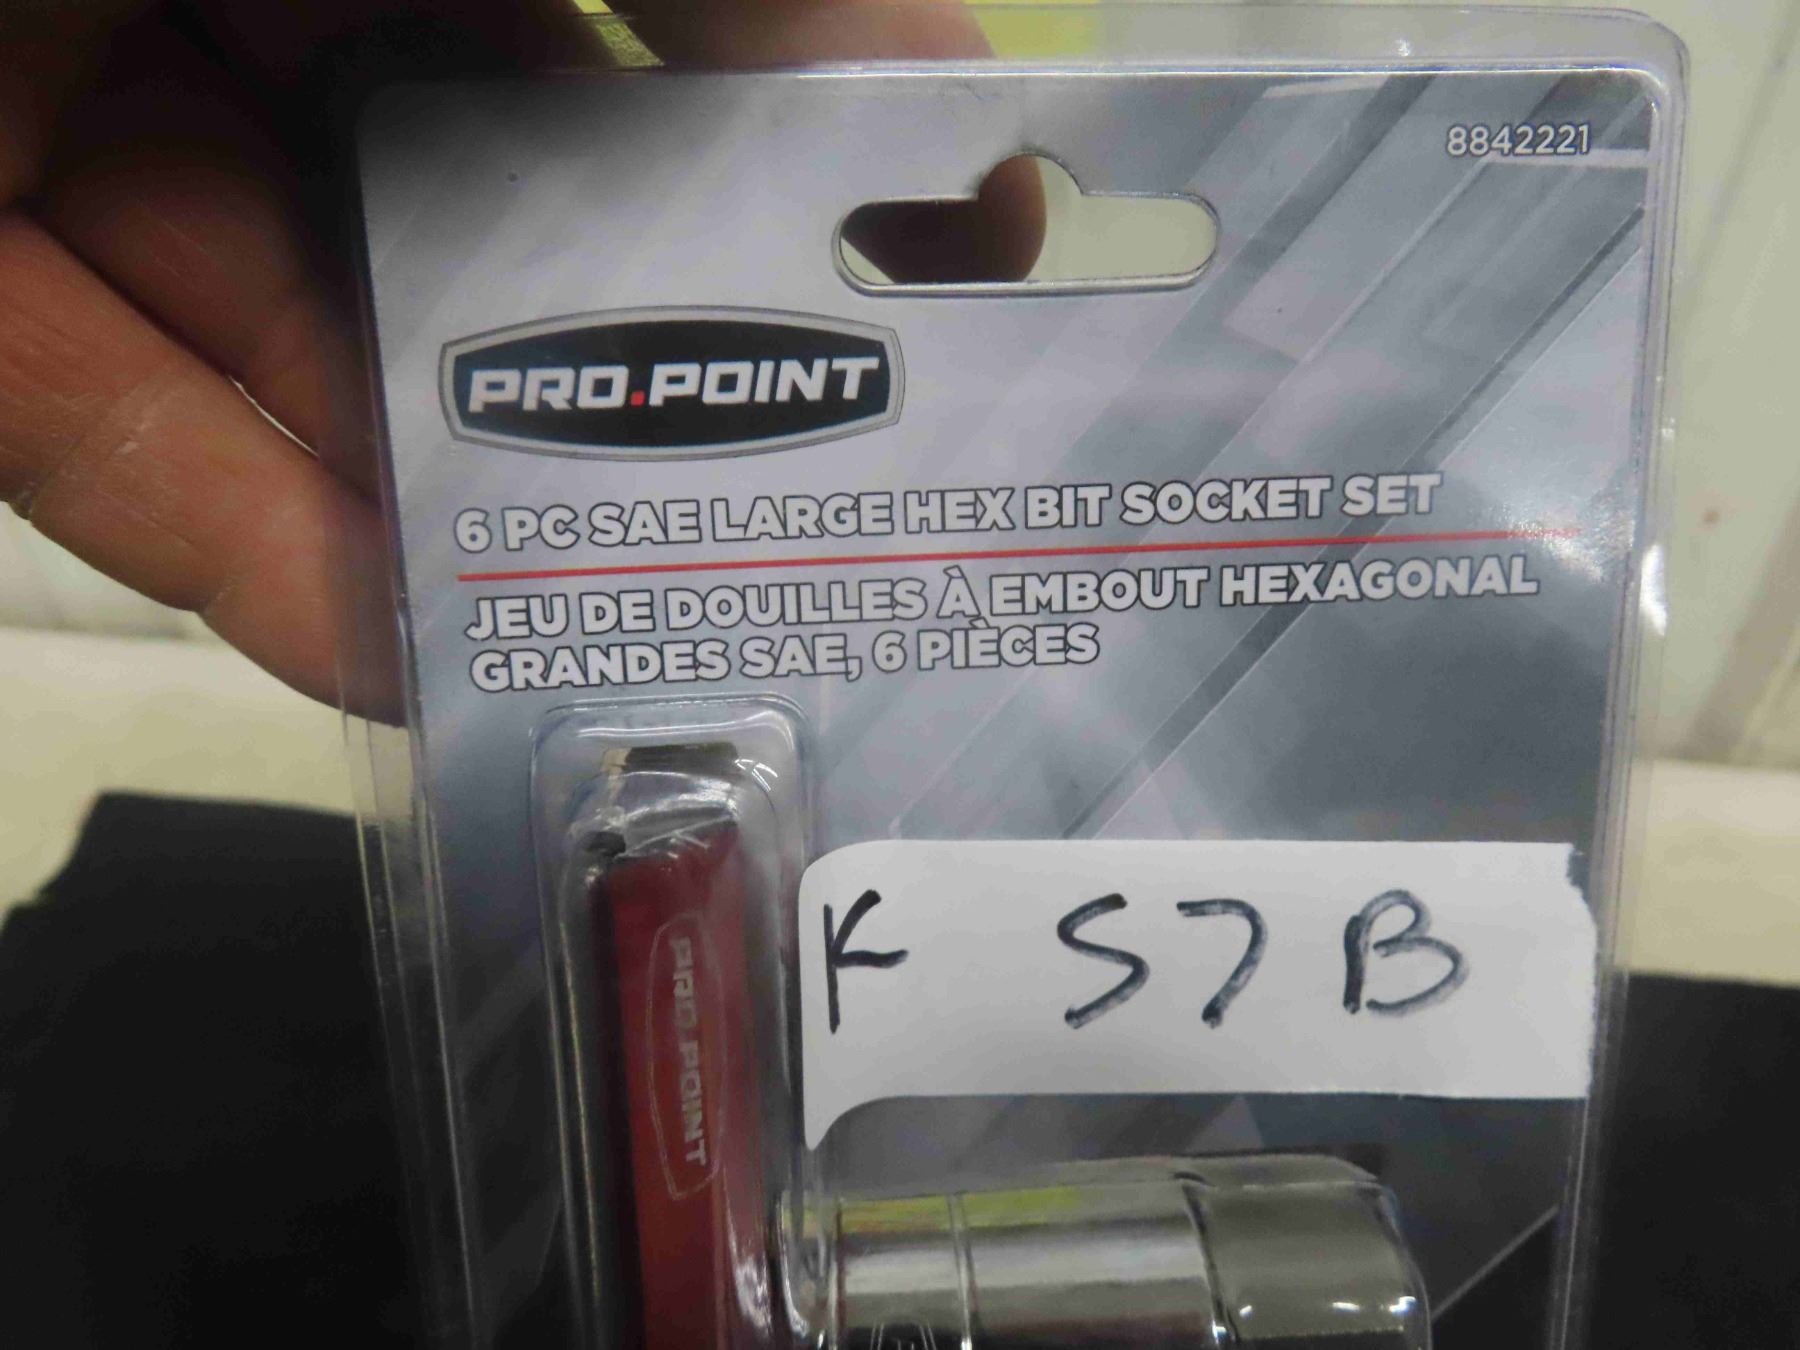 8842221
PRO.POINT
6 PC SAE LARGE HEX BIT SOCKET SET
JEU DE DOUILLES À EMBOUT HEXAGONAL
GRANDES SAE, 6 PIÈCES
K 57B
PRO.POINT